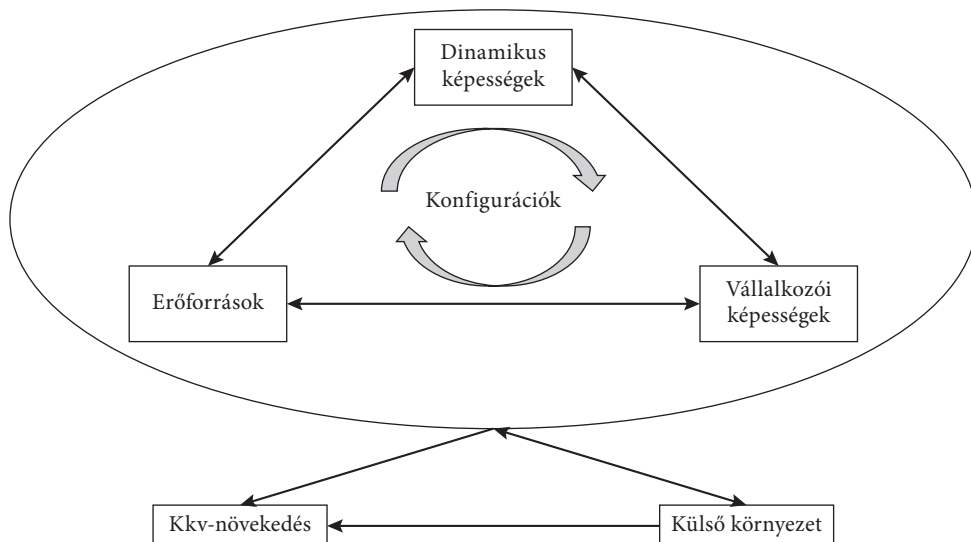 Dinamikus
képességek
Konfigurációk
Erőforrások
Vállalkozói
képességek
Kkv-növekedés
Külső környezet